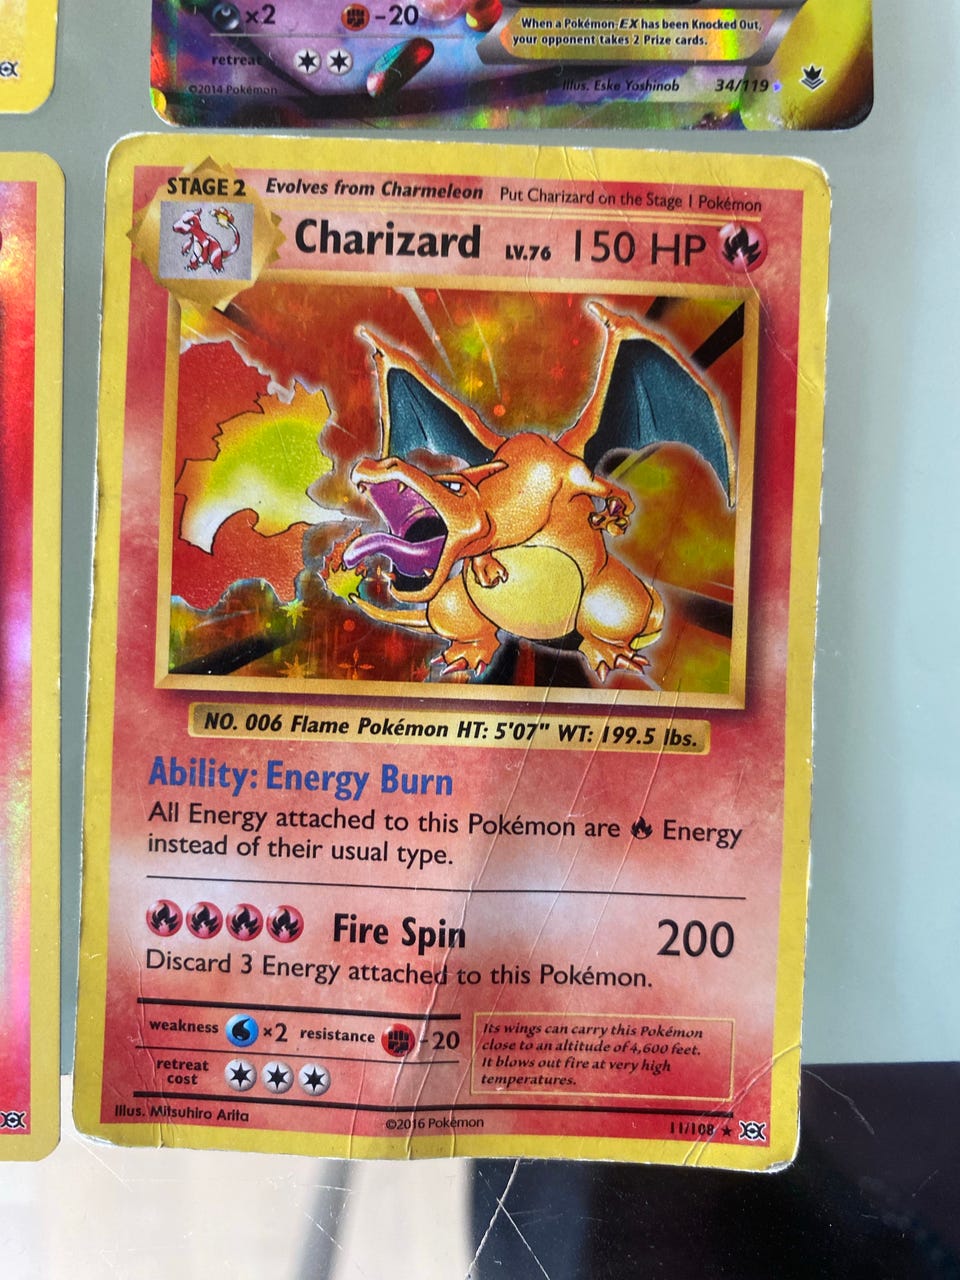 ×2
-20
retreat
When a Pokémon-EX has been Knocked Out,
your opponent takes 2 Prize cards.
©2014 Pokémon
Illus. Eske Yoshinob
34/119
STAGE 2
Evolves from Charmeleon
Put Charizard on the Stage 1 Pokémon
Charizard LV.76 150 HP
NO. 006 Flame Pokémon HT: 5'07" WT: 199.5 lbs.
Ability: Energy Burn
All Energy attached to this Pokémon are Energy
instead of their usual type.
Fire Spin 200
Discard 3 Energy attached to this Pokémon.
weakness ×2 resistance -20
retreat
cost
Its wings can carry this Pokémon
close to an altitude of 4,600 feet.
It blows out fire at very high
temperatures.
Illus. Mitsuhiro Arita
©2016 Pokémon
11/108